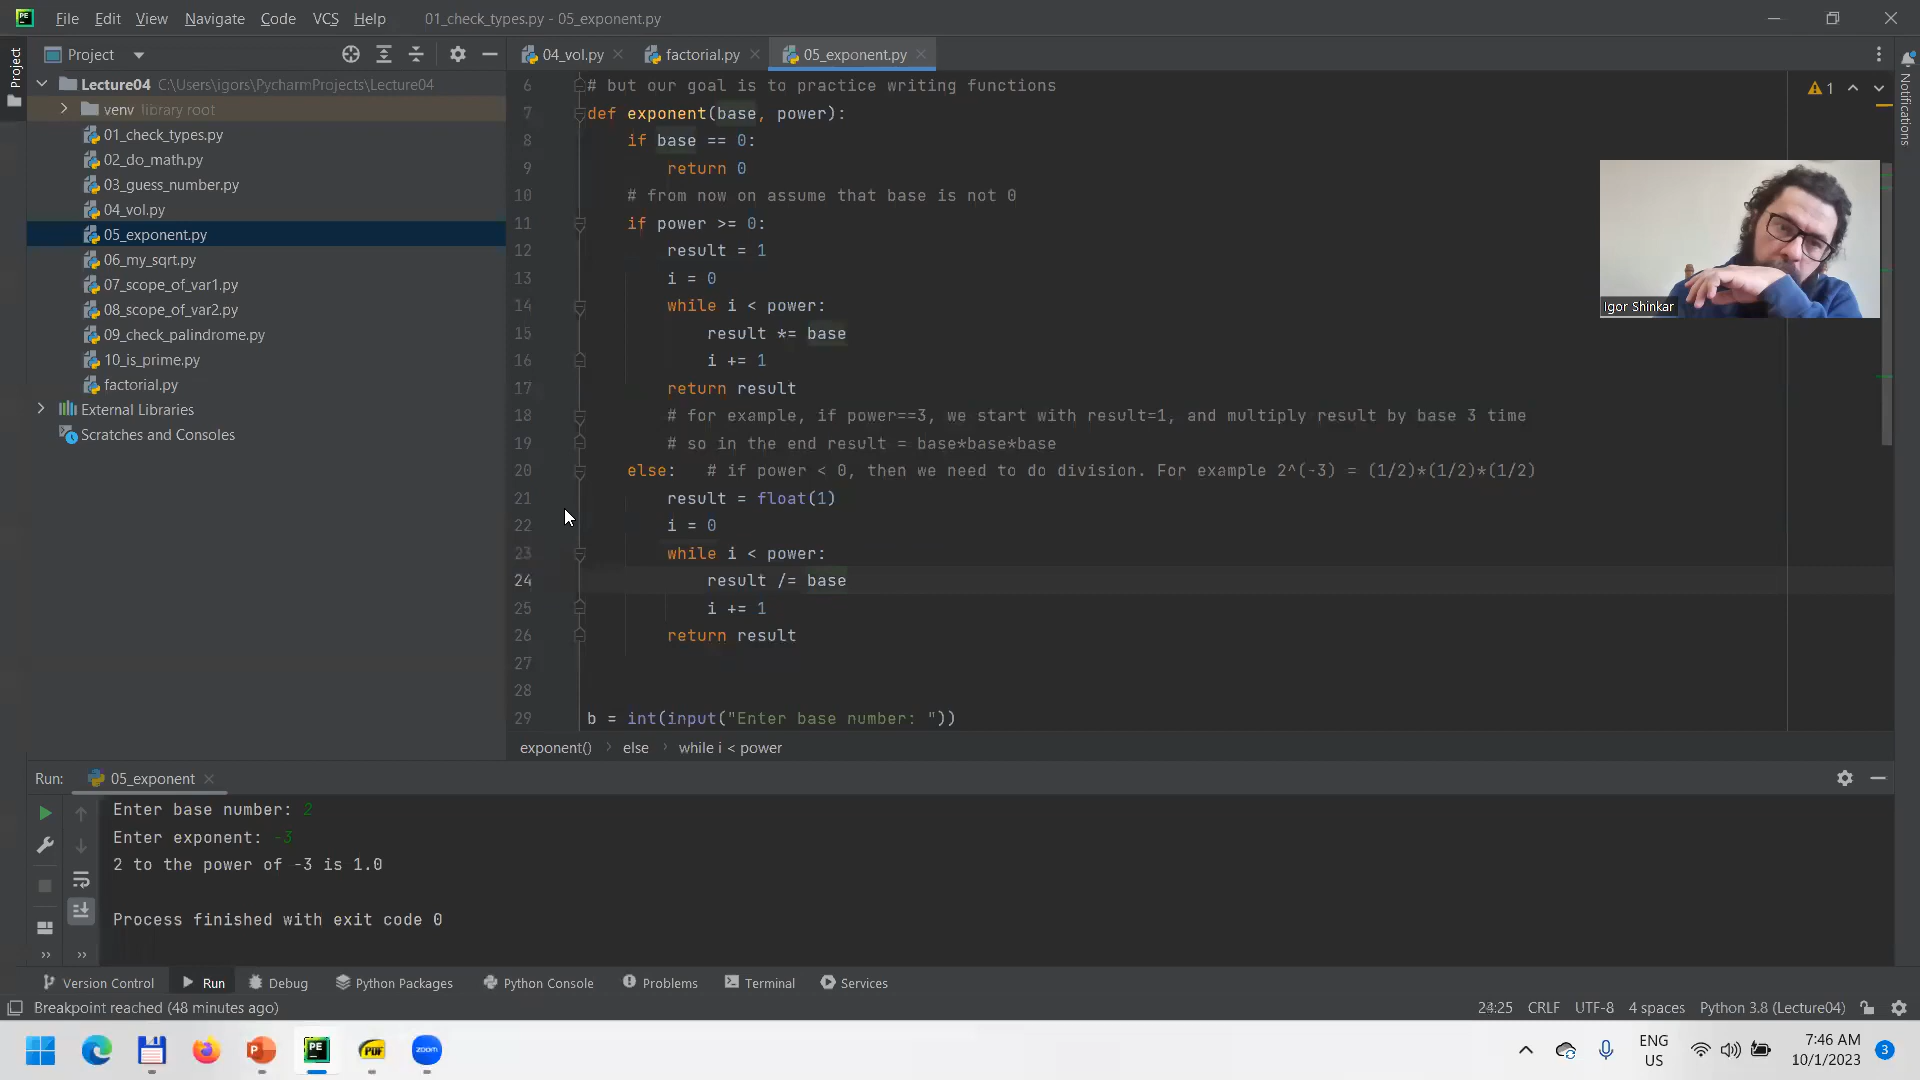 File Edit View Navigate Code VCS Help 01_check_types.py - 05_exponent.py
Project
Project
Lecture04 C:\Users\igors\PycharmProjects\Lecture04
venv library root
01_check_types.py
02_do_math.py
03_guess_number.py
04_vol.py
05_exponent.py
06_my_sqrt.py
07_scope_of_var1.py
08_scope_of_var2.py
09_check_palindrome.py
10_is_prime.py
factorial.py
External Libraries
Scratches and Consoles
04_vol.py factorial.py 05_exponent.py
6 # but our goal is to practice writing functions
7 def exponent(base, power):
8 if base == 0:
9 return 0
10 # from now on assume that base is not 0
11 if power >= 0:
12 result = 1
13 i = 0
14 while i < power:
15 result *= base
16 i += 1
17 return result
18 # for example, if power==3, we start with result=1, and multiply result by base 3 time
19 # so in the end result = base*base*base
20 else: # if power < 0, then we need to do division. For example 2^(-3) = (1/2)*(1/2)*(1/2)
21 result = float(1)
22 i = 0
23 while i < power:
24 result /= base
25 i += 1
26 return result
27
28
29 b = int(input("Enter base number: "))
1
Notifications
Igor Shinkar
exponent() else while i < power
Run: 05_exponent
Enter base number: 2
Enter exponent: -3
2 to the power of -3 is 1.0
Process finished with exit code 0
Version Control Run Debug Python Packages Python Console Problems Terminal Services
Breakpoint reached (48 minutes ago) 24:25 CRLF UTF-8 4 spaces Python 3.8 (Lecture04)
PE PDF zoom
ENG
US
7:46 AM
10/1/2023
3